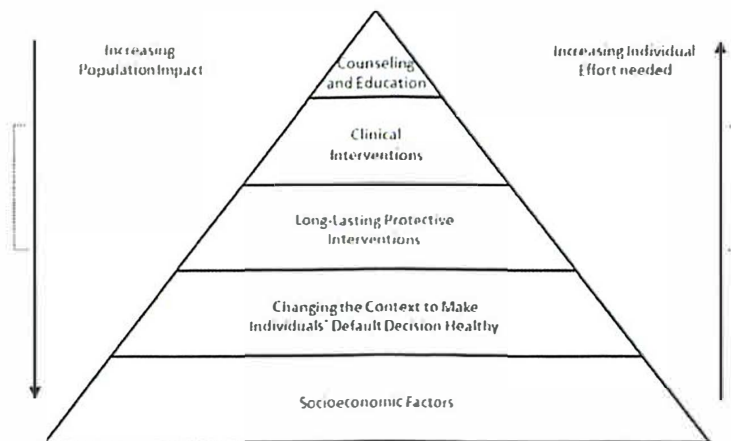 Increasing
Population Impact
Increasing Individual
Effort needed
Counseling
and Education
Clinical
Interventions
Long-Lasting Protective
Interventions
Changing the Context to Make
Individuals' Default Decision Healthy
Socioeconomic Factors